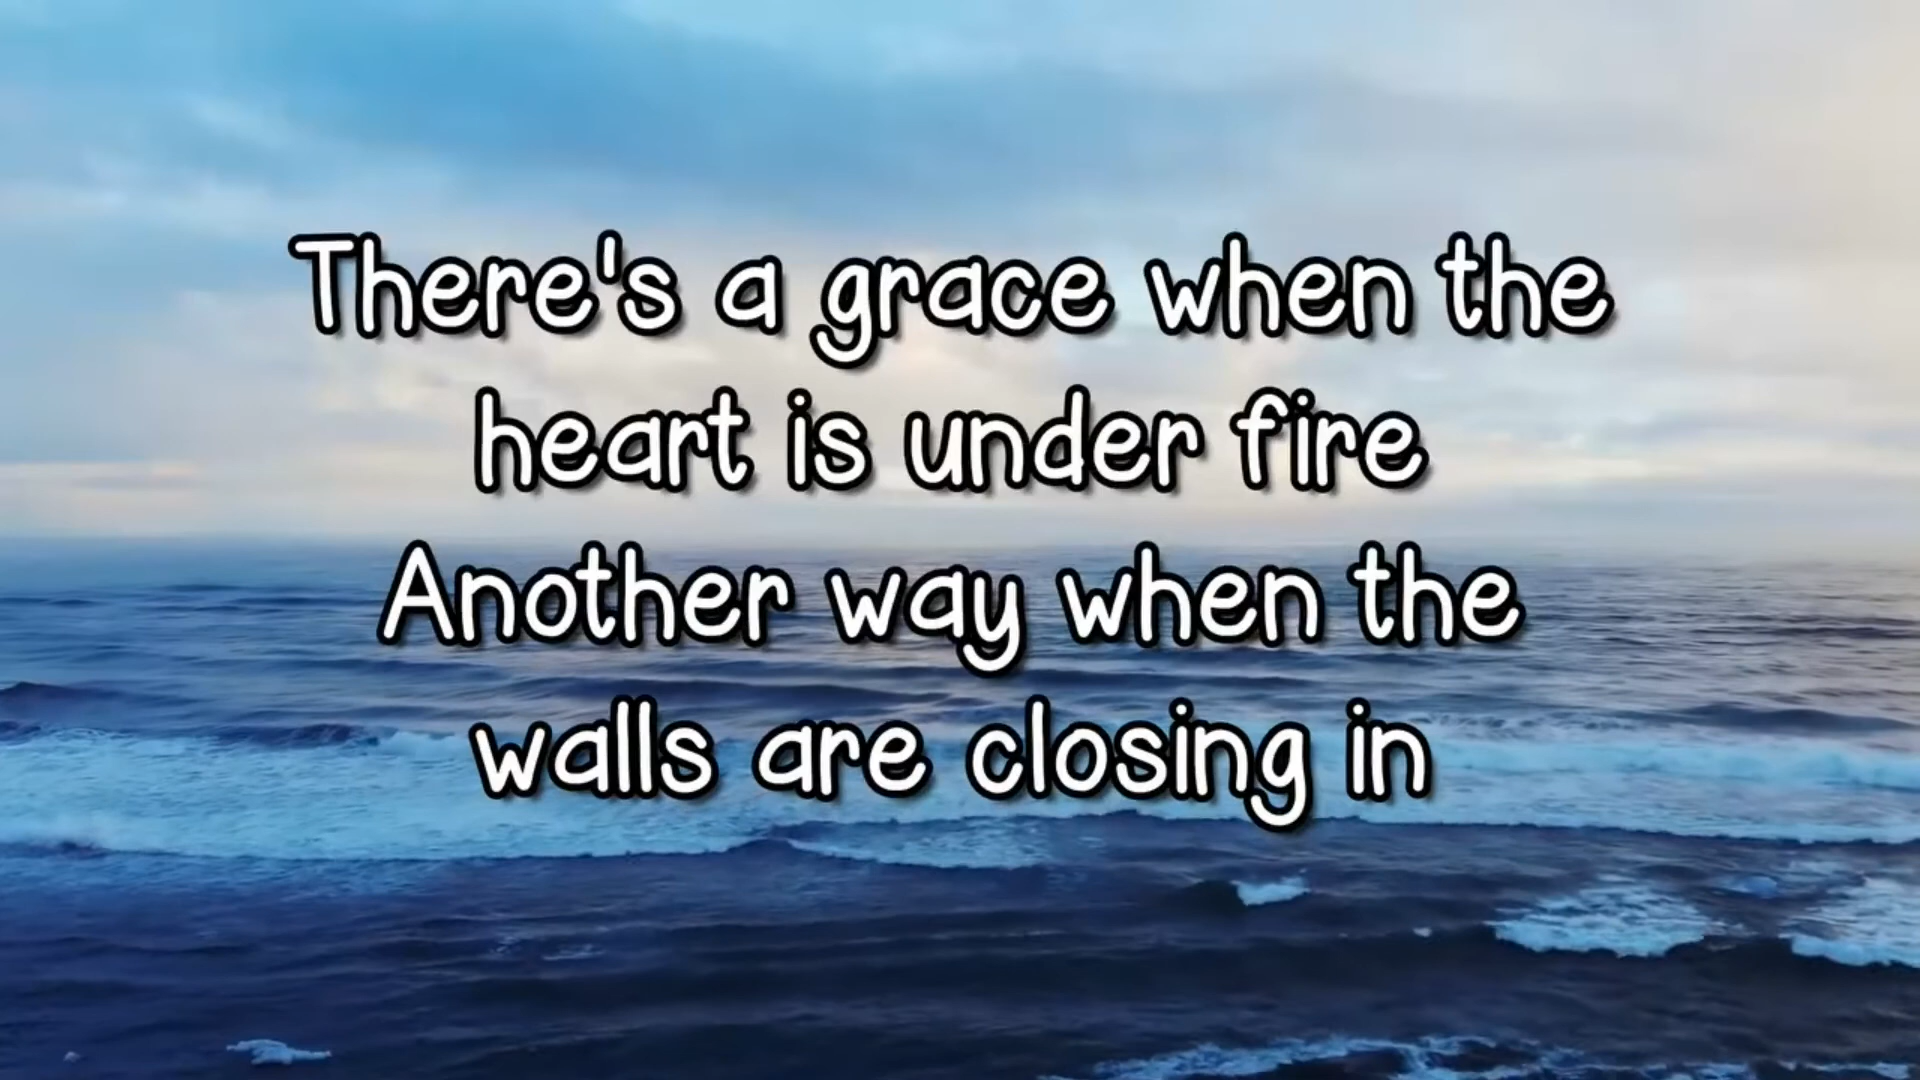 There's a grace when the
heart is under fire
Another way when the
walls are closing in